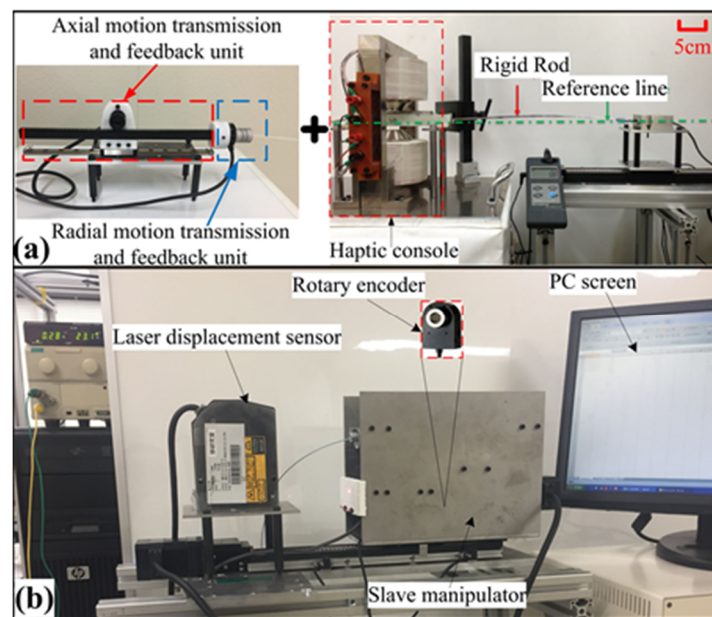 Axial motion transmission
and feedback unit
5cm
Rigid Rod
Reference line
Radial motion transmission
and feedback unit
Haptic console
(a)
Rotary encoder
PC screen
Laser displacement sensor
Slave manipulator
hp
(b)